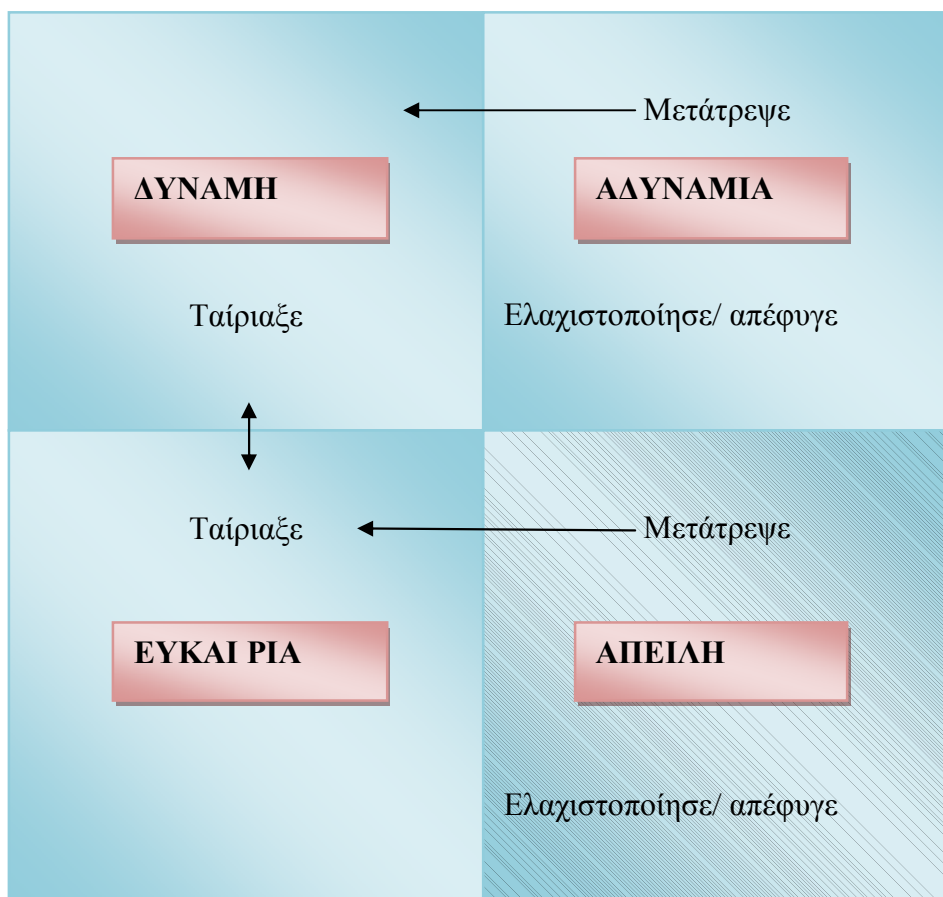 Μετάτρεψε
ΔΥΝΑΜΗ
ΑΔΥΝΑΜΙΑ
Ταίριαξε
Ελαχιστοποίησε/ απέφυγε
Ταίριαξε
Μετάτρεψε
ΕΥΚΑΙ ΡΙΑ
ΑΠΕΙΛΗ
Ελαχιστοποίησε/ απέφυγε